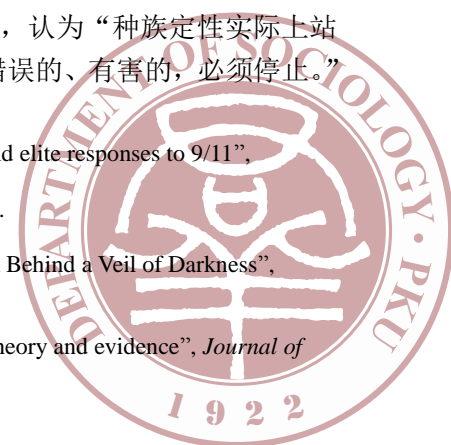 ，认为“种族定性实际上站
错误的、有害的，必须停止。”
nd elite responses to 9/11”,
.
Behind a Veil of Darkness”,
heory and evidence”, Journal of
DEPARTMENT OF SOCIOLOGY · PKU
1922